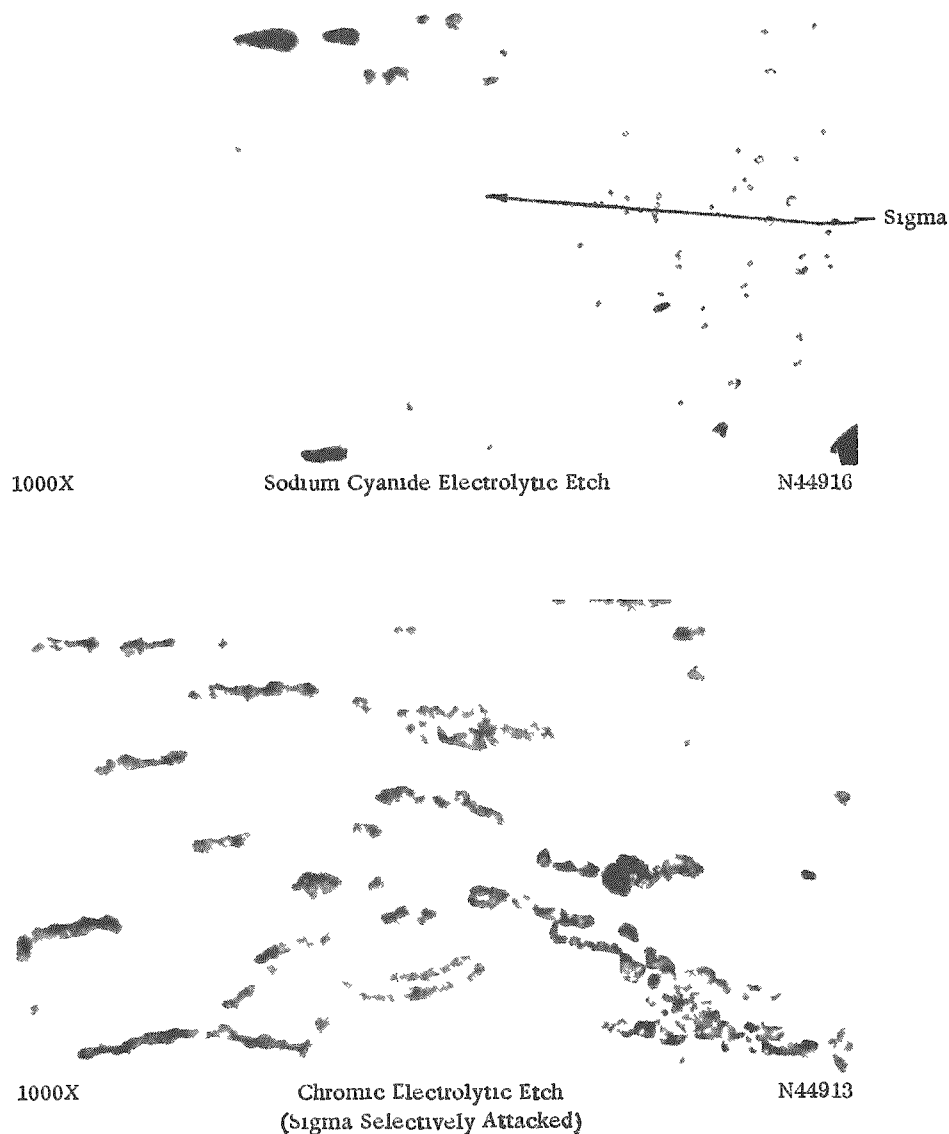 Sigma
1000X Sodium Cyanide Electrolytic Etch N44916
1000X Chromic Electrolytic Etch N44913
(Sigma Selectively Attacked)